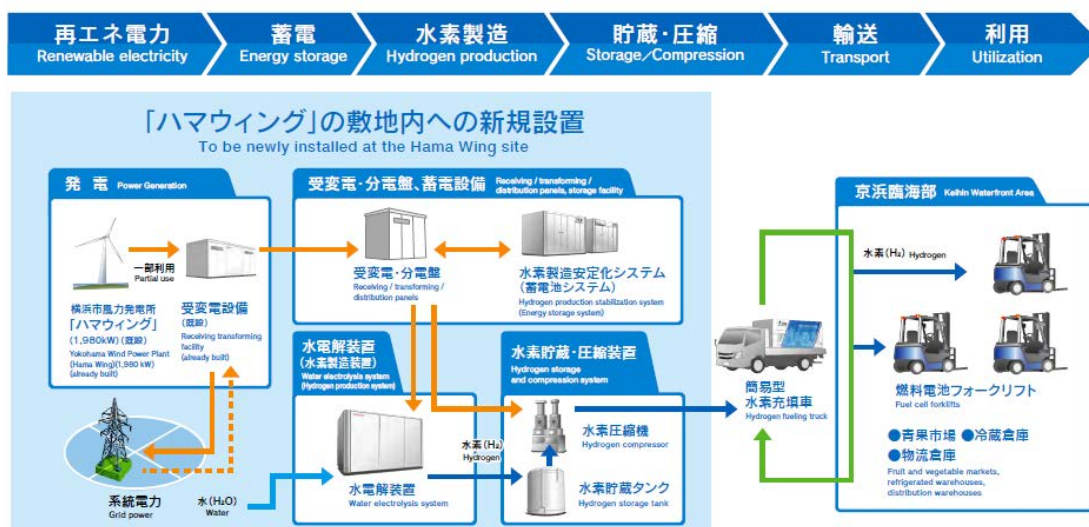 再エネ電力
Renewable electricity
蓄電
Energy storage
水素製造
Hydrogen production
貯蔵・圧縮
Storage/Compression
輸送
Transport
利用
Utilization
「ハマウィング」の敷地内への新規設置
To be newly installed at the Hama Wing site
発電 Power Generation
一部利用
Partial use
横浜市風力発電所
「ハマウィング」
(1,980kW)(既設)
Yokohama Wind Power Plant
(Hama Wing)(1,980 kW)
(already built)
受変電設備
(既設)
Receiving transforming
facility
(already built)
系統電力
Grid power
水(H₂O)
Water
受変電・分電盤、蓄電設備 Receiving / transforming /
distribution panels, storage facility
受変電・分電盤
Receiving / transforming /
distribution panels
水素製造安定化システム
(蓄電池システム)
Hydrogen production stabilization system
(Energy storage system)
水電解装置
(水素製造装置)
Water electrolysis system
(Hydrogen production system)
水電解装置
Water electrolysis system
水素(H₂)
Hydrogen
水素貯蔵・圧縮装置
Hydrogen storage
and compression system
水素圧縮機
Hydrogen compressor
水素貯蔵タンク
Hydrogen storage tank
簡易型
水素充填車
Hydrogen fueling truck
京浜臨海部 Keihin Waterfront Area
水素(H₂) Hydrogen
燃料電池フォークリフト
Fuel cell forklifts
●青果市場 ●冷蔵倉庫
●物流倉庫
Fruit and vegetable markets,
refrigerated warehouses,
distribution warehouses